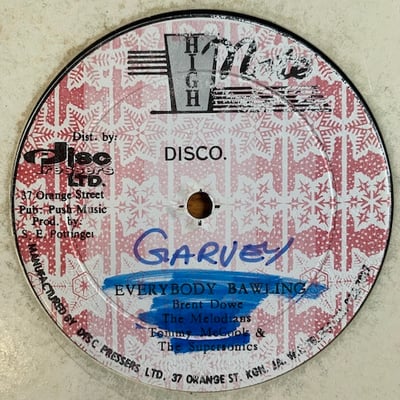 HIGH
Note
Dist. by:
Disc
Pressers
LTD.
37 Orange Street
Pub: Push Music
Prod. by:
S. E. Pottinger
DISCO.
GARVEY
EVERYBODY BAWLING
Brent Dowe
The Melodians
Tommy McCook &
The Supersonics
MANUFACTURED BY DISC PRESSERS LTD. 37 ORANGE ST. KGN. JA. W.I.